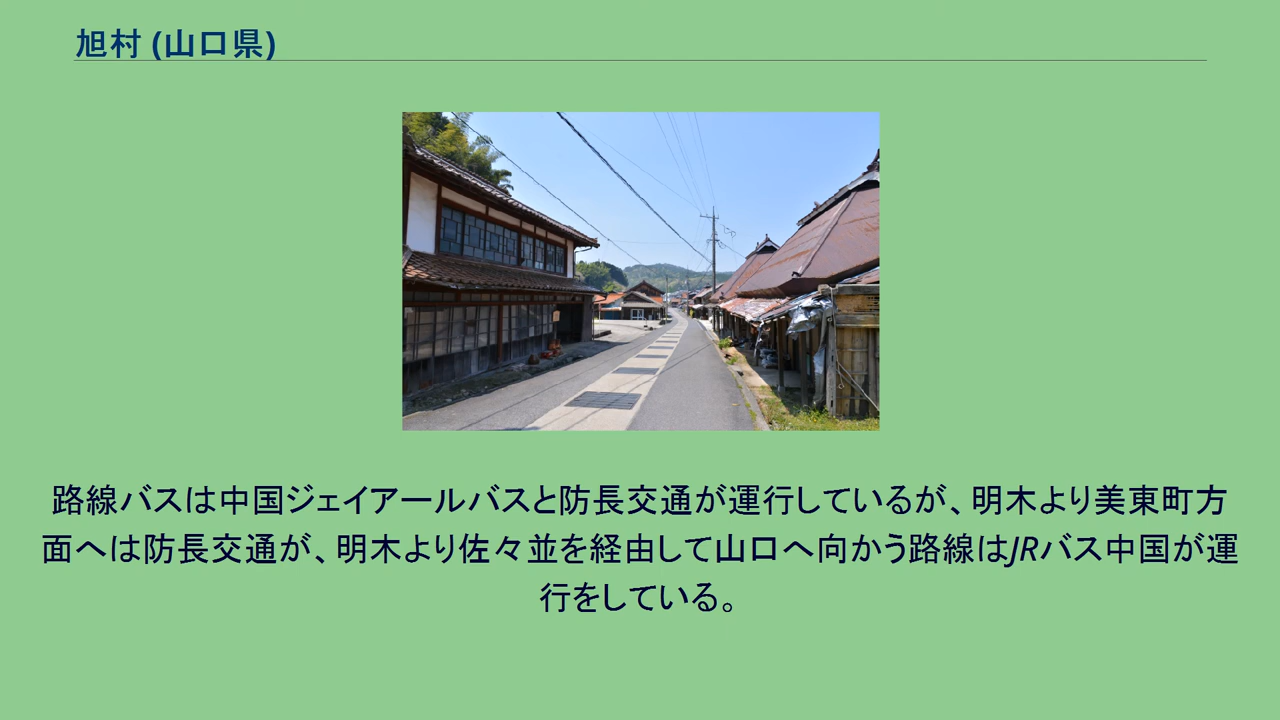 旭村 (山口県)
路線バスは中国ジェイアールバスと防長交通が運行しているが、明木より美東町方
面へは防長交通が、明木より佐々並を経由して山口へ向かう路線はJRバス中国が運
行をしている。